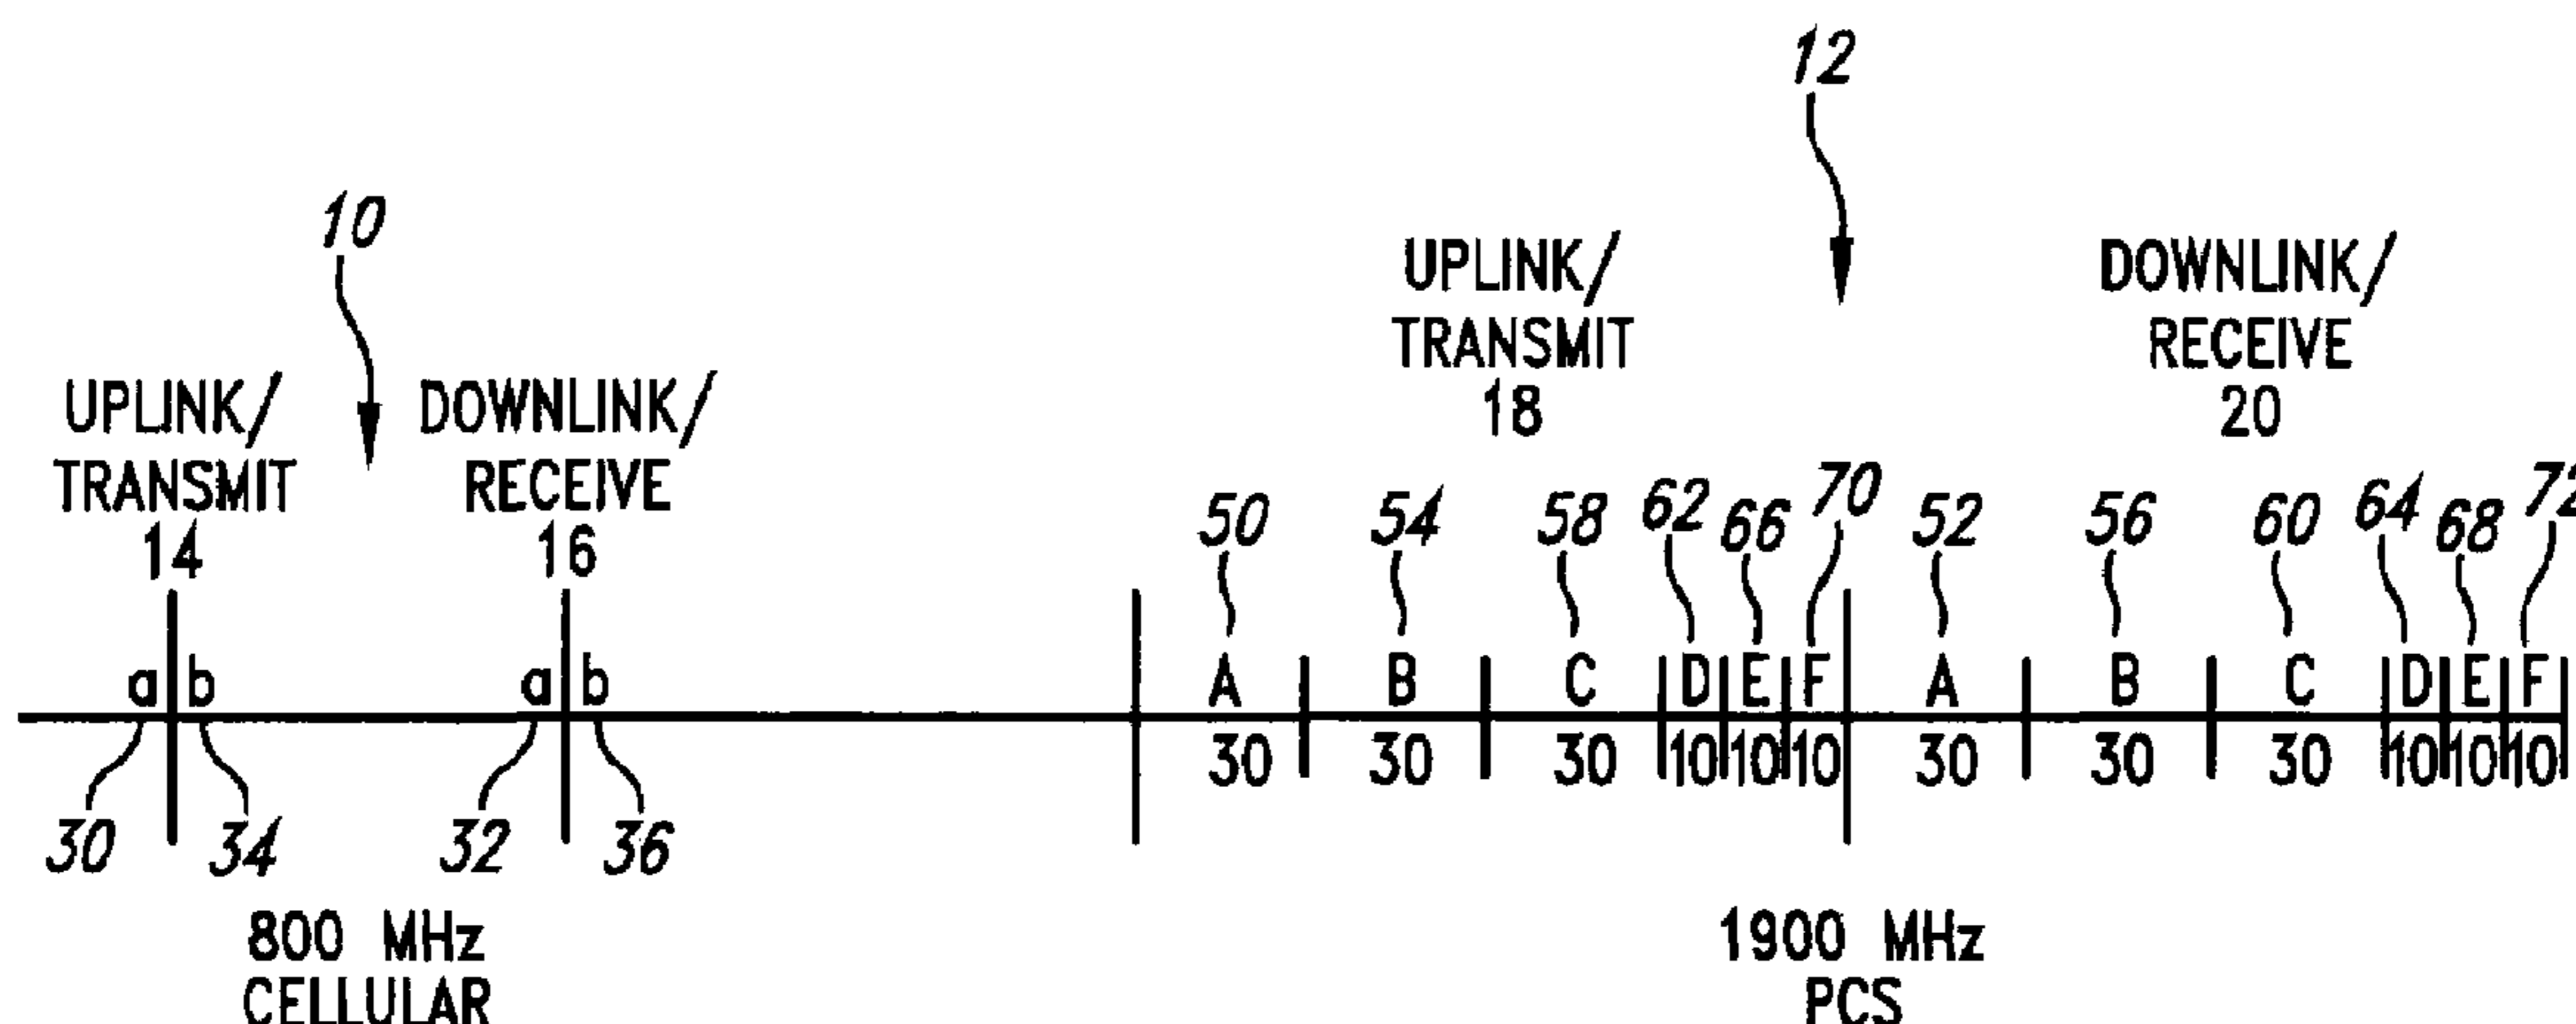 12
10
UPLINK/
TRANSMIT
18
DOWNLINK/
RECEIVE
20
UPLINK/
TRANSMIT
14
DOWNLINK/
RECEIVE
16
50 54 58 62 66 70 52 56 60 64 68 72
a b a b A B C D E F A B C D E F
30 30 30 10 10 10 30 30 30 10 10 10
30 34 32 36
800 MHz
CELLULAR
1900 MHz
PCS